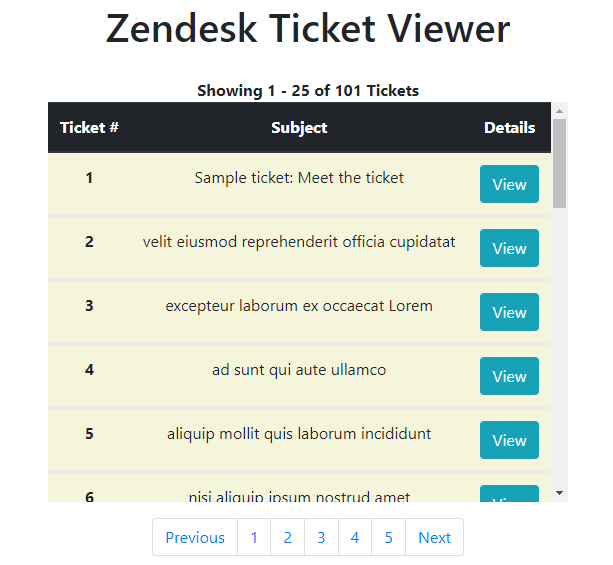 Zendesk Ticket Viewer
Showing 1 - 25 of 101 Tickets
Ticket # Subject Details
1 Sample ticket: Meet the ticket View
2 velit eiusmod reprehenderit officia cupidatat View
3 excepteur laborum ex occaecat Lorem View
4 ad sunt qui aute ullamco View
5 aliquip mollit quis laborum incididunt View
6 nisi aliquip ipsum nostrud amet View
Previous 1 2 3 4 5 Next